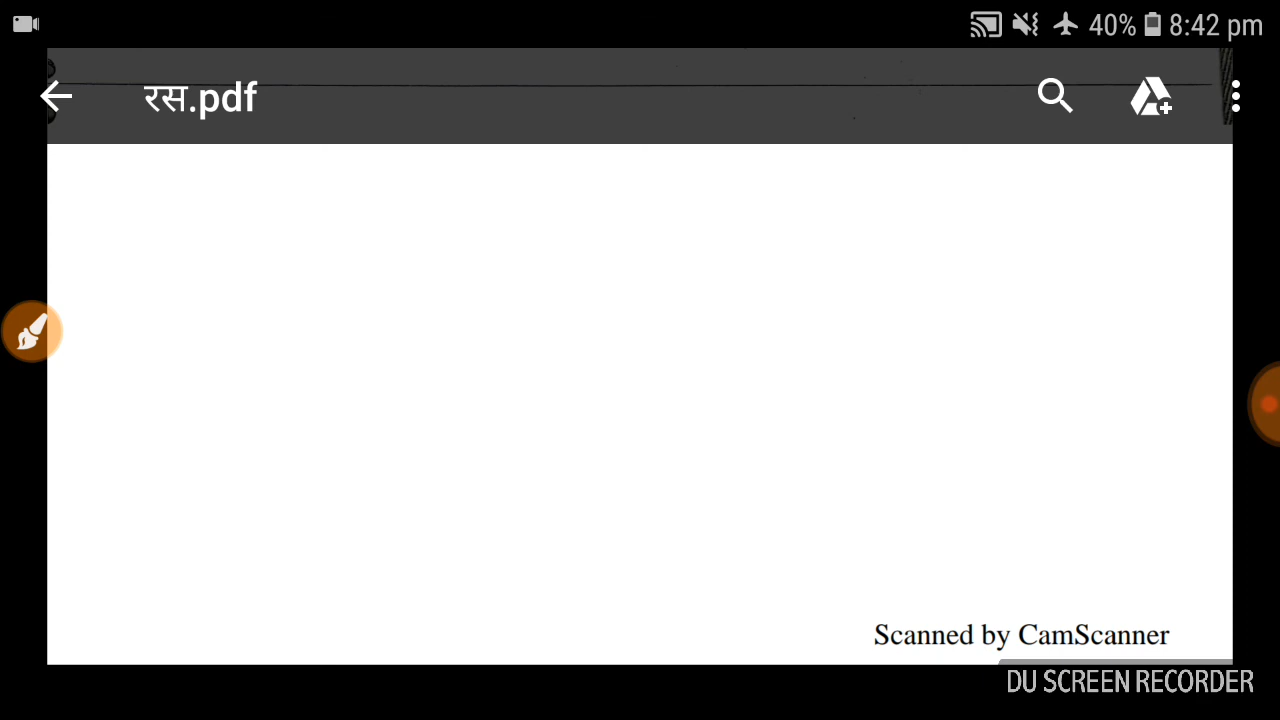 40% 8:42 pm
रस.pdf
Scanned by CamScanner
DU SCREEN RECORDER